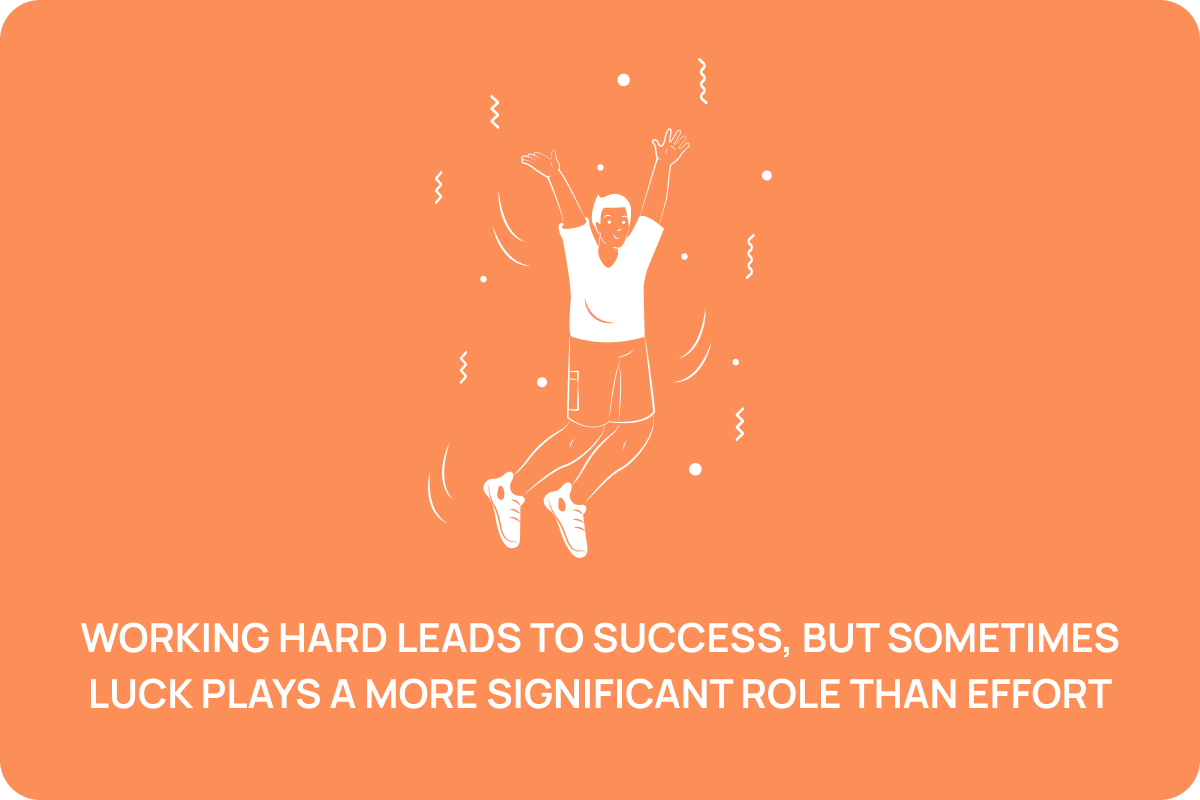 WORKING HARD LEADS TO SUCCESS, BUT SOMETIMES
LUCK PLAYS A MORE SIGNIFICANT ROLE THAN EFFORT